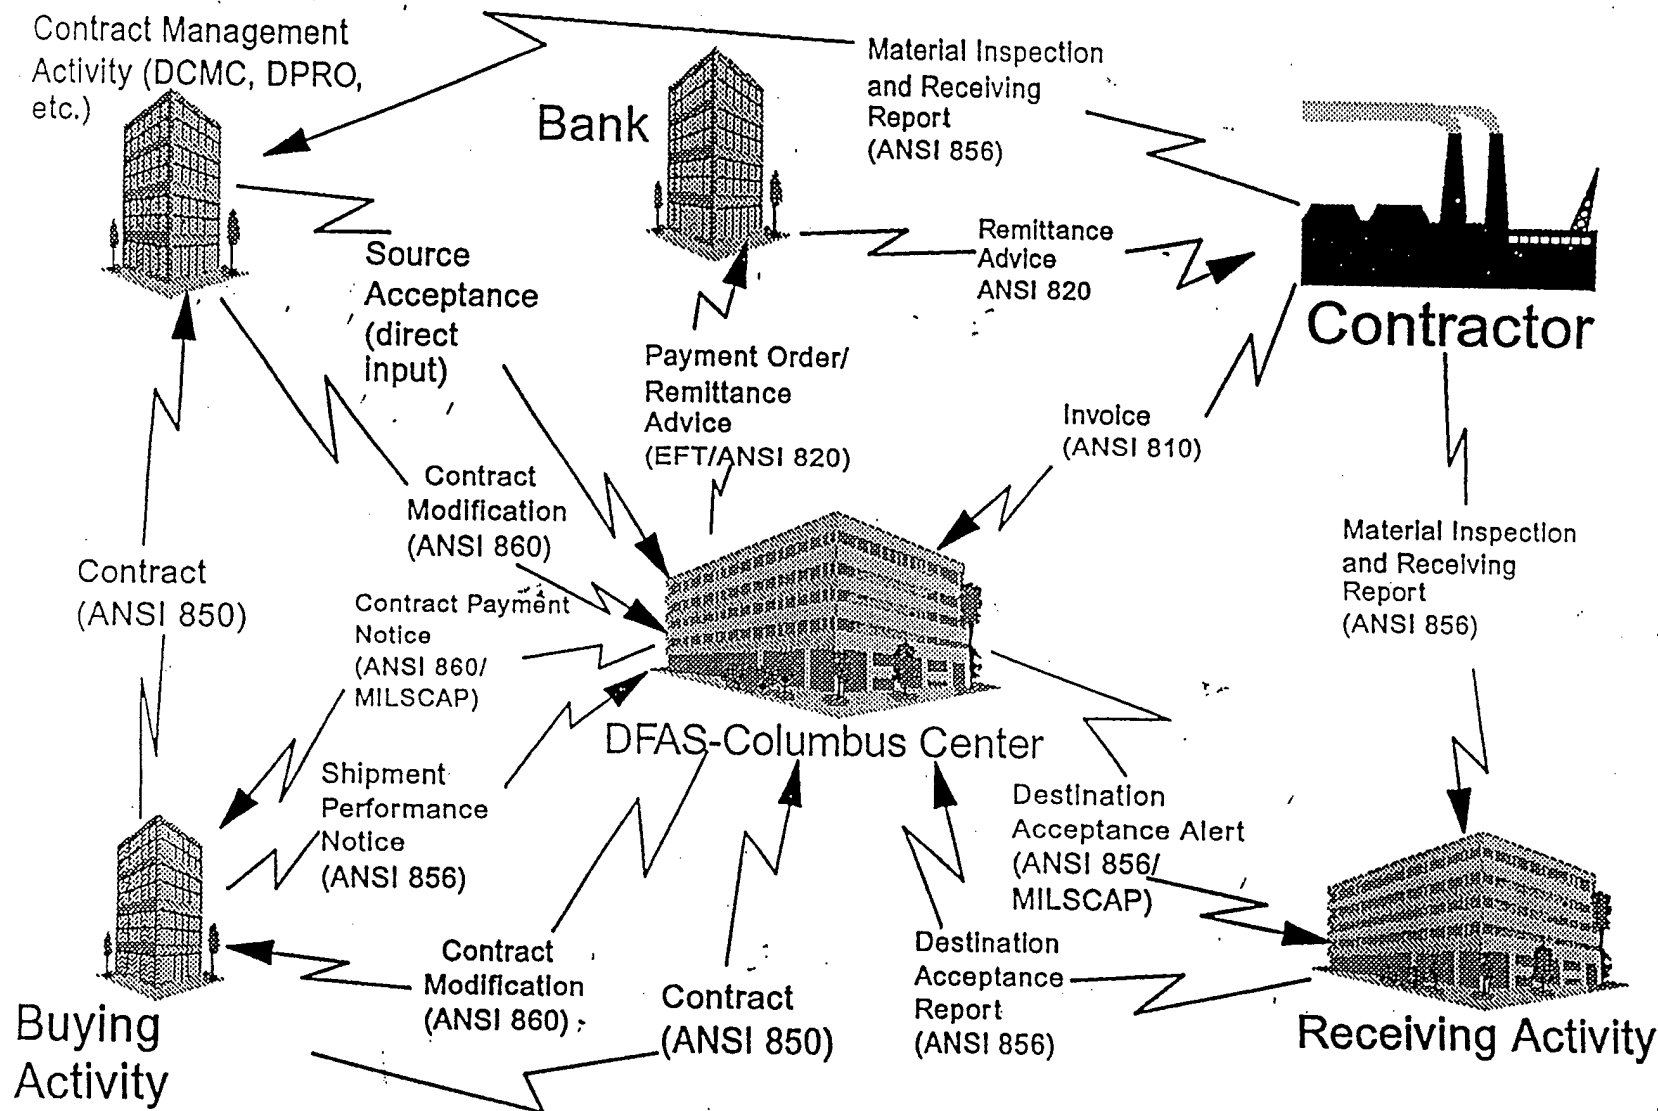 Contract Management
Activity (DCMC, DPRO,
etc.)
Bank
Material Inspection
and Receiving
Report
(ANSI 856)
Remittance
Advice
ANSI 820
Source
Acceptance
(direct
input)
Contractor
Payment Order/
Remittance
Advice
(EFT/ANSI 820)
Invoice
(ANSI 810)
Contract
Modification
(ANSI 860)
Material Inspection
and Receiving
Report
(ANSI 856)
Contract
(ANSI 850)
Contract Payment
Notice
(ANSI 860/
MILSCAP)
DFAS-Columbus Center
Shipment
Performance
Notice
(ANSI 856)
Destination
Acceptance Alert
(ANSI 856/
MILSCAP)
Contract
Modification
(ANSI 860)
Contract
(ANSI 850)
Destination
Acceptance
Report
(ANSI 856)
Buying
Activity
Receiving Activity